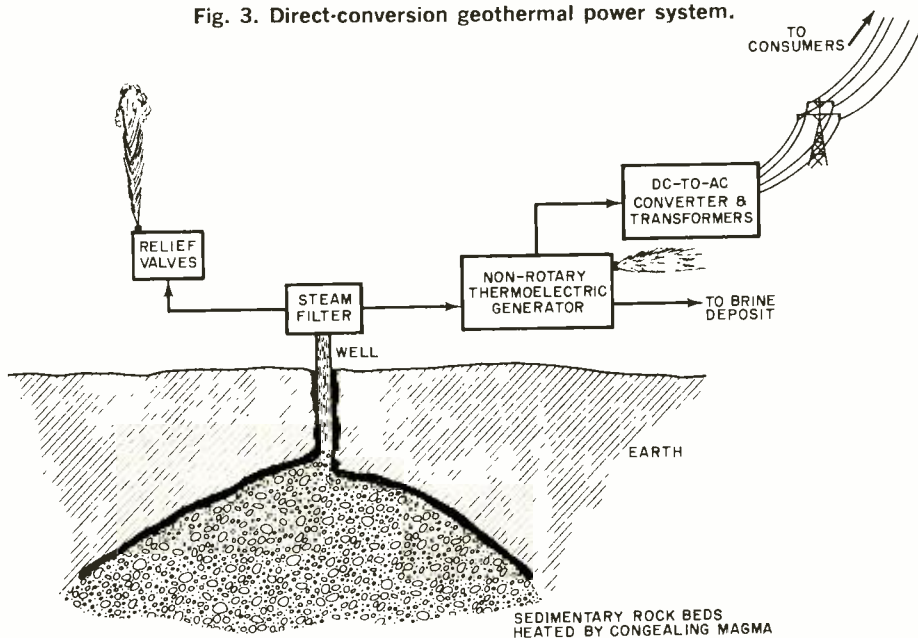 Fig. 3. Direct-conversion geothermal power system.
TO
CONSUMERS
DC-TO-AC
CONVERTER &
TRANSFORMERS
RELIEF
VALVES
STEAM
FILTER
NON-ROTARY
THERMOELECTRIC
GENERATOR
TO BRINE
DEPOSIT
WELL
EARTH
SEDIMENTARY ROCK BEDS
HEATED BY CONGEALING MAGMA